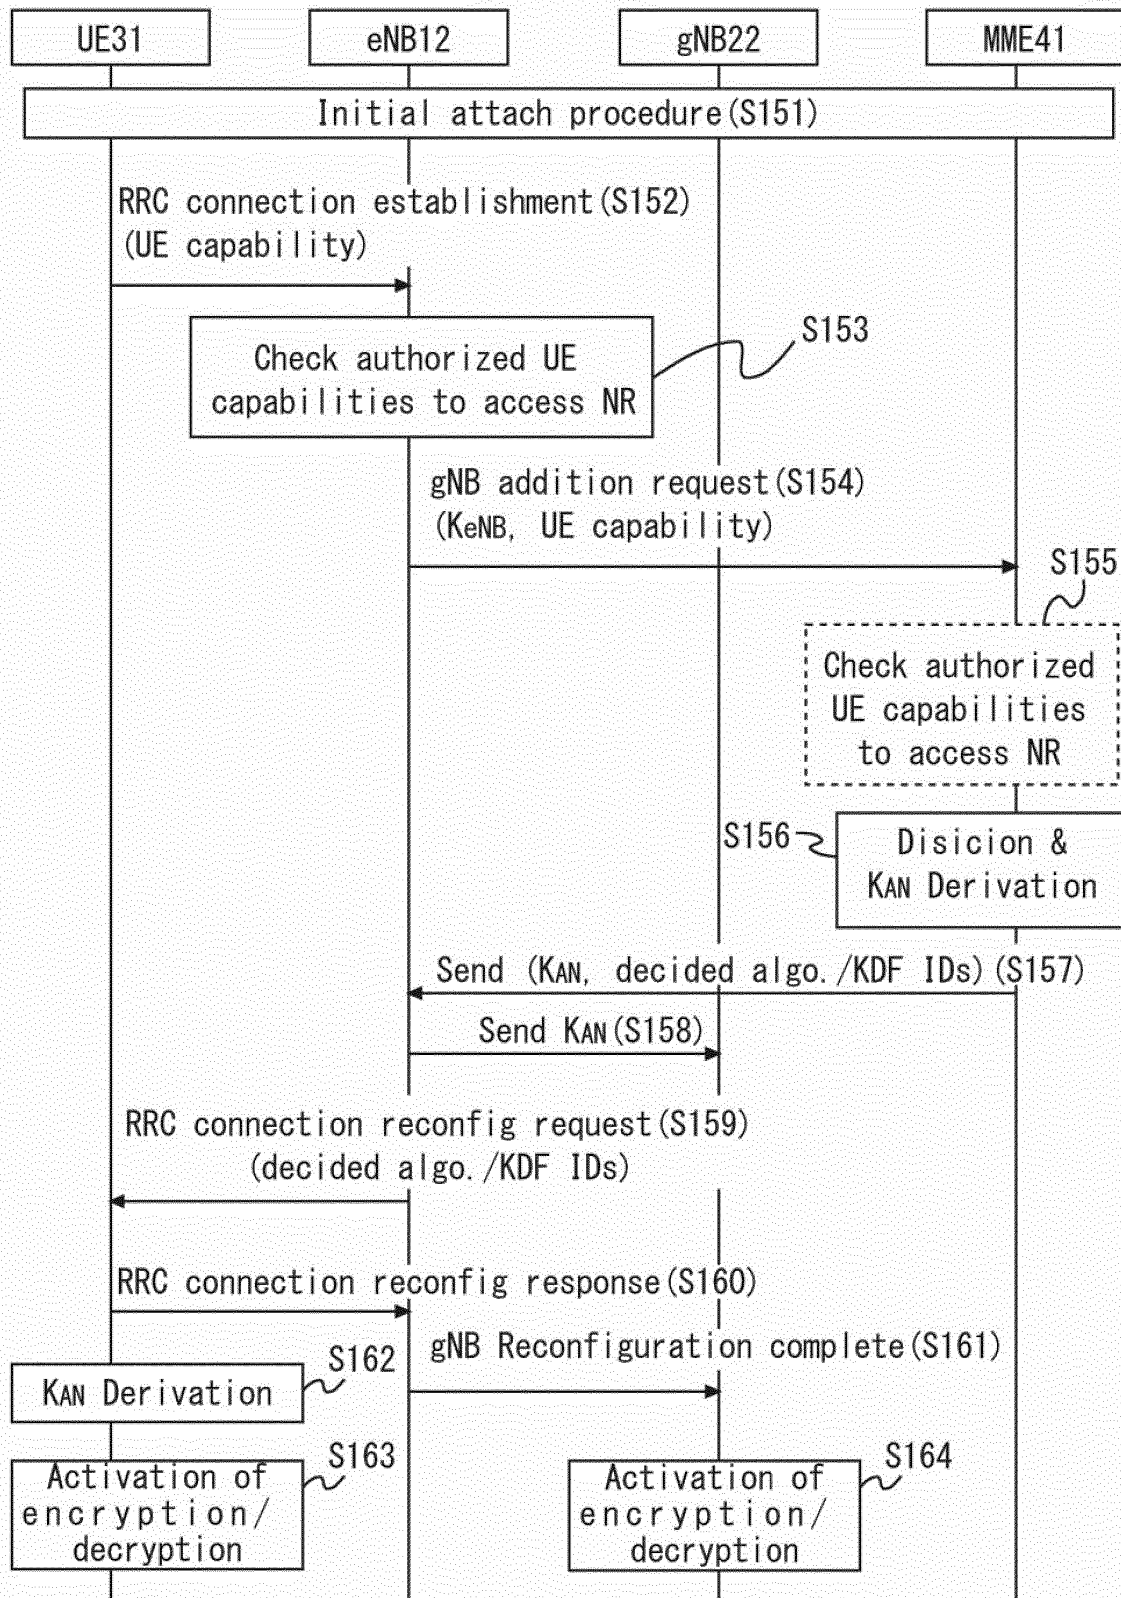 UE31
eNB12
gNB22
MME41
Initial attach procedure(S151)
RRC connection establishment(S152)
(UE capability)
S153
Check authorized UE
capabilities to access NR
gNB addition request(S154)
(KeNB, UE capability)
S155
Check authorized
UE capabilities
to access NR
S156
Disicion &
KAN Derivation
Send (KAN, decided algo./KDF IDs)(S157)
Send KAN(S158)
RRC connection reconfig request(S159)
(decided algo./KDF IDs)
RRC connection reconfig response(S160)
gNB Reconfiguration complete(S161)
S162
KAN Derivation
S163
Activation of
encryption/
decryption
S164
Activation of
encryption/
decryption